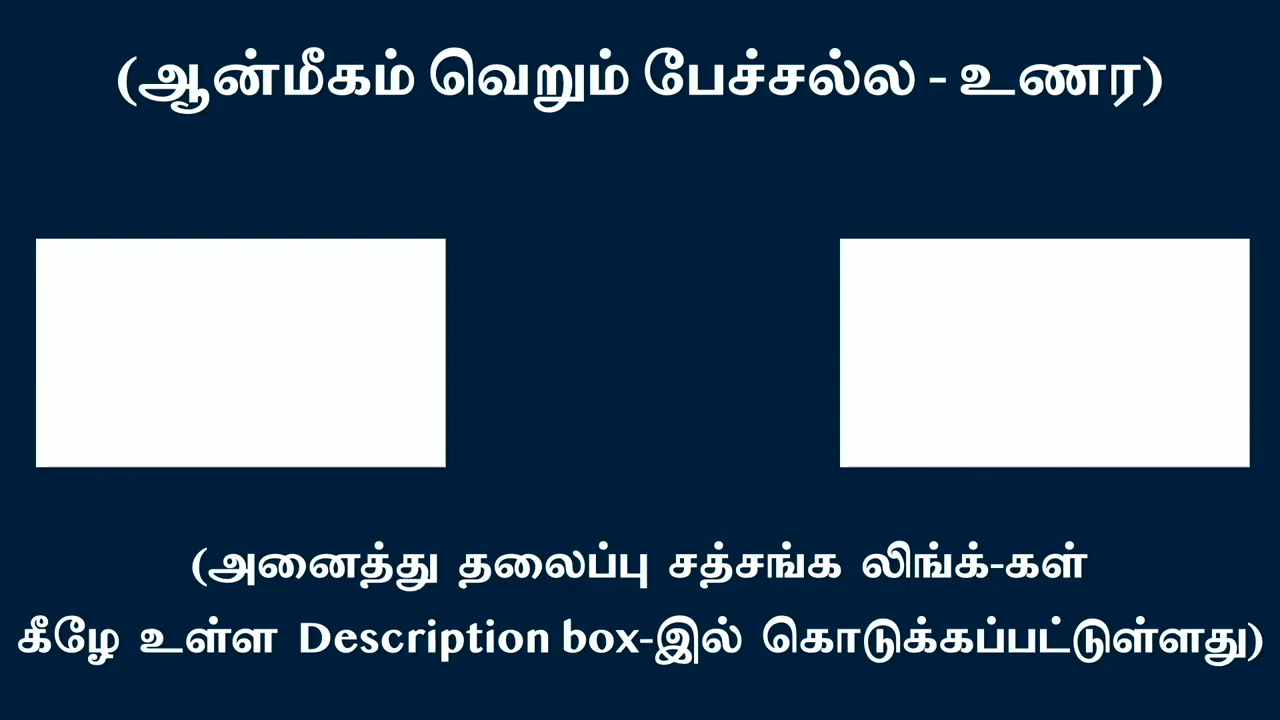 (ஆன்மீகம் வெறும் பேச்சல்ல - உணர)
(அனைத்து தலைப்பு சத்சங்க லிங்க்-கள்
கீழே உள்ள Description box-இல் கொடுக்கப்பட்டுள்ளது)